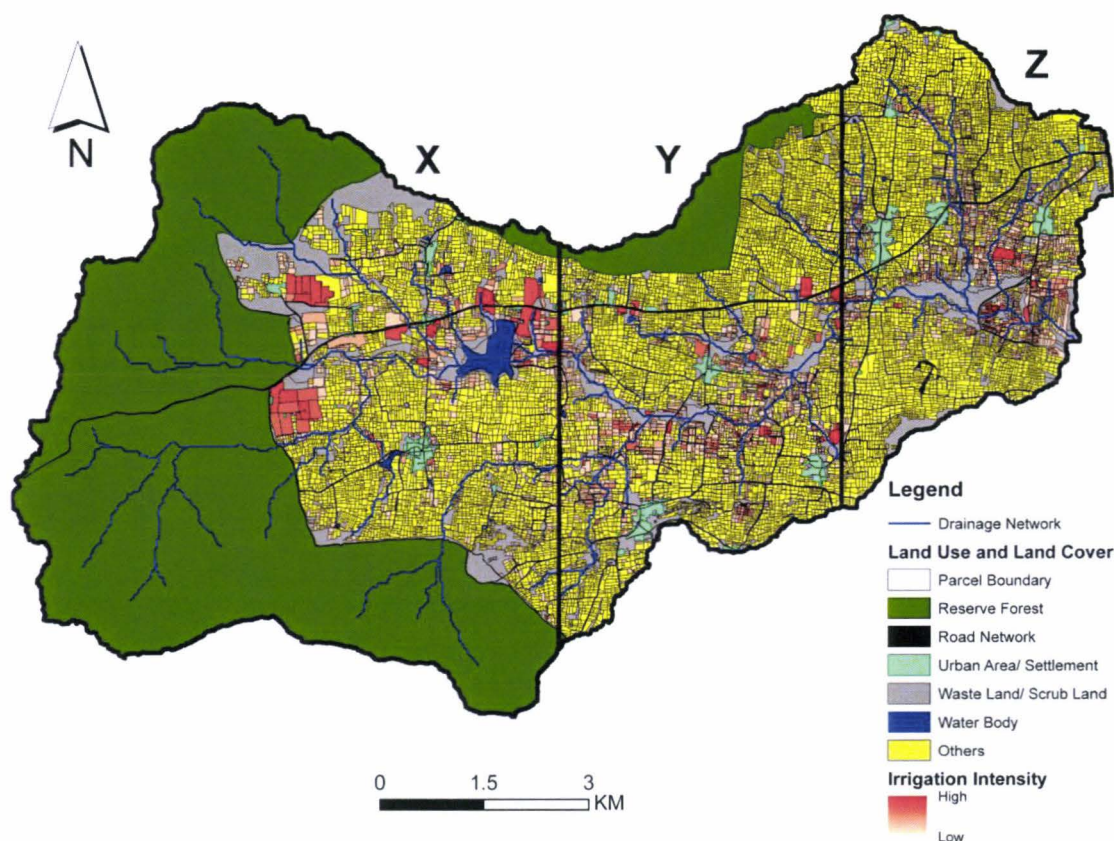 Z
X
Y
N
Legend
Drainage Network
Land Use and Land Cover
Parcel Boundary
Reserve Forest
Road Network
Urban Area/ Settlement
Waste Land/ Scrub Land
Water Body
Others
Irrigation Intensity
High
Low
0 1.5 3
KM